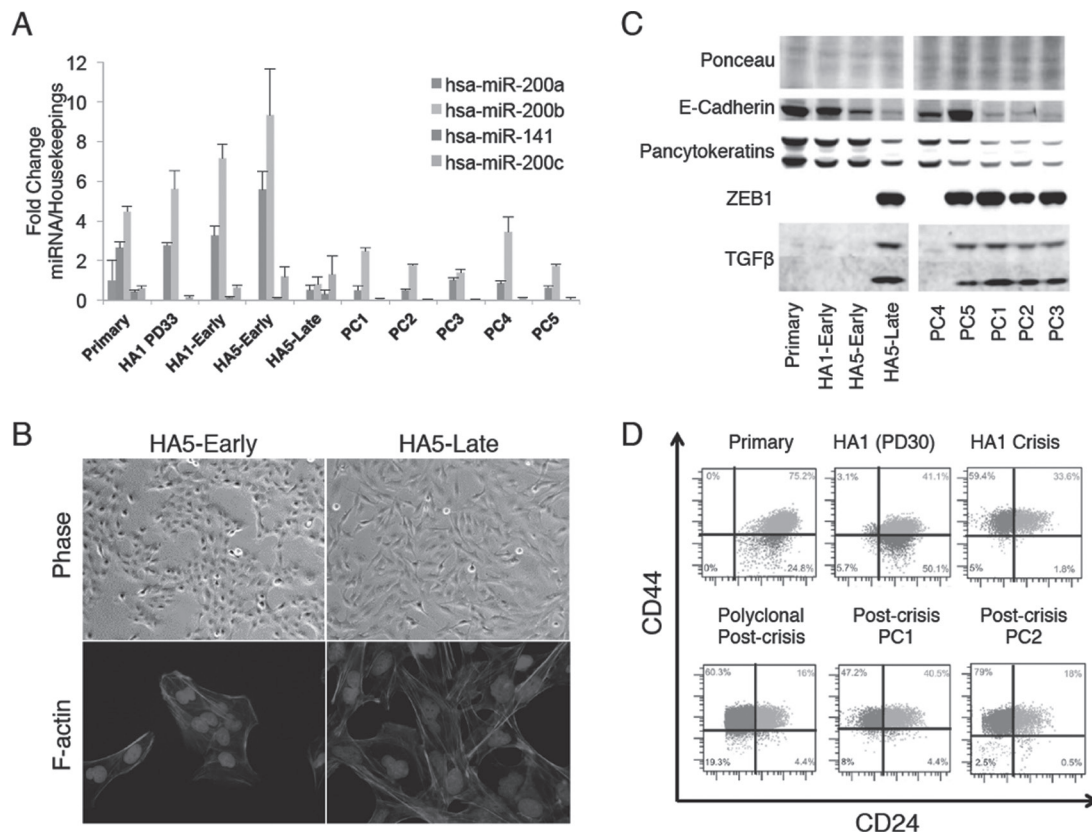 A
Fold Change
miRNA/Housekeepings
12
10
8
6
4
2
0
hsa-miR-200a
hsa-miR-200b
hsa-miR-141
hsa-miR-200c
Primary
HA1 PD33
HA1-Early
HA5-Early
HA5-Late
PC1
PC2
PC3
PC4
PC5
B
HA5-Early
HA5-Late
Phase
F-actin
C
Ponceau
E-Cadherin
Pancytokeratins
ZEB1
TGFβ
Primary
HA1-Early
HA5-Early
HA5-Late
PC4
PC5
PC1
PC2
PC3
D
CD44
Primary
0%
75.2%
0%
24.8%
HA1 (PD30)
3.1%
41.1%
5.7%
50.1%
HA1 Crisis
59.4%
33.6%
5%
1.8%
Polyclonal
Post-crisis
60.3%
16%
19.3%
4.4%
Post-crisis
PC1
47.2%
40.5%
8%
4.4%
Post-crisis
PC2
79%
18%
2.5%
0.5%
CD24